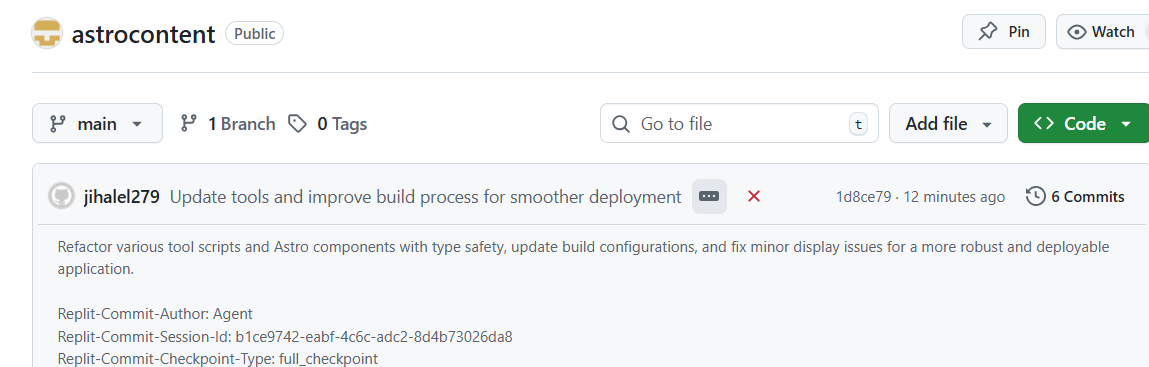 astrocontent Public Pin Watch
main 1 Branch 0 Tags Go to file t Add file Code
jihalel279 Update tools and improve build process for smoother deployment 1d8ce79 · 12 minutes ago 6 Commits
Refactor various tool scripts and Astro components with type safety, update build configurations, and fix minor display issues for a more robust and deployable
application.
Replit-Commit-Author: Agent
Replit-Commit-Session-Id: b1ce9742-eabf-4c6c-adc2-8d4b73026da8
Replit-Commit-Checkpoint-Type: full_checkpoint